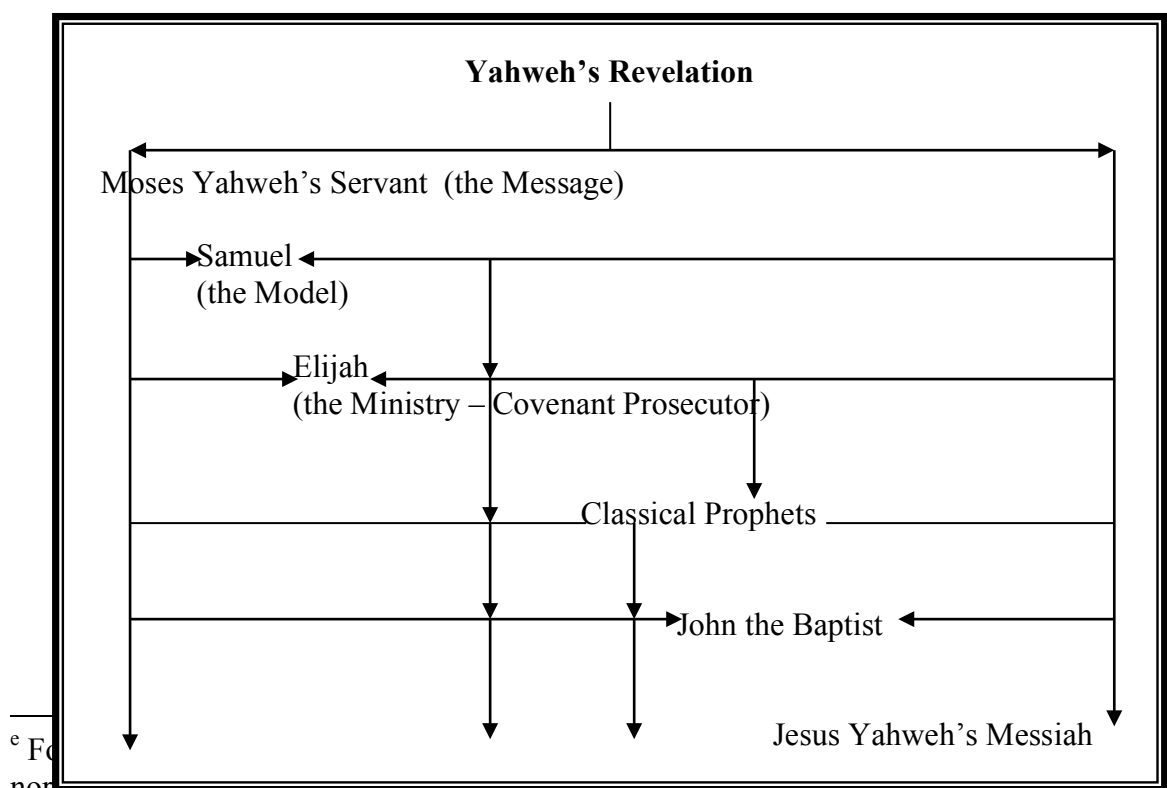 Yahweh’s Revelation
Moses Yahweh’s Servant (the Message)
Samuel
(the Model)
Elijah
(the Ministry – Covenant Prosecutor)
Classical Prophets
John the Baptist
Jesus Yahweh’s Messiah
e